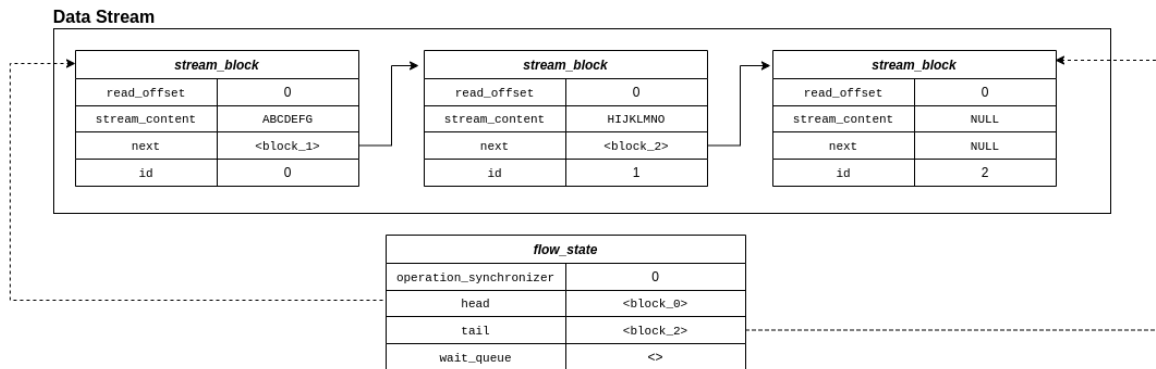 Data Stream
stream_block stream_block stream_block
read_offset 0 read_offset 0 read_offset 0
stream_content ABCDEFG stream_content HIJKLMNO stream_content NULL
next <block_1> next <block_2> next NULL
id 0 id 1 id 2
flow_state
operation_synchronizer 0
head <block_0>
tail <block_2>
wait_queue <>